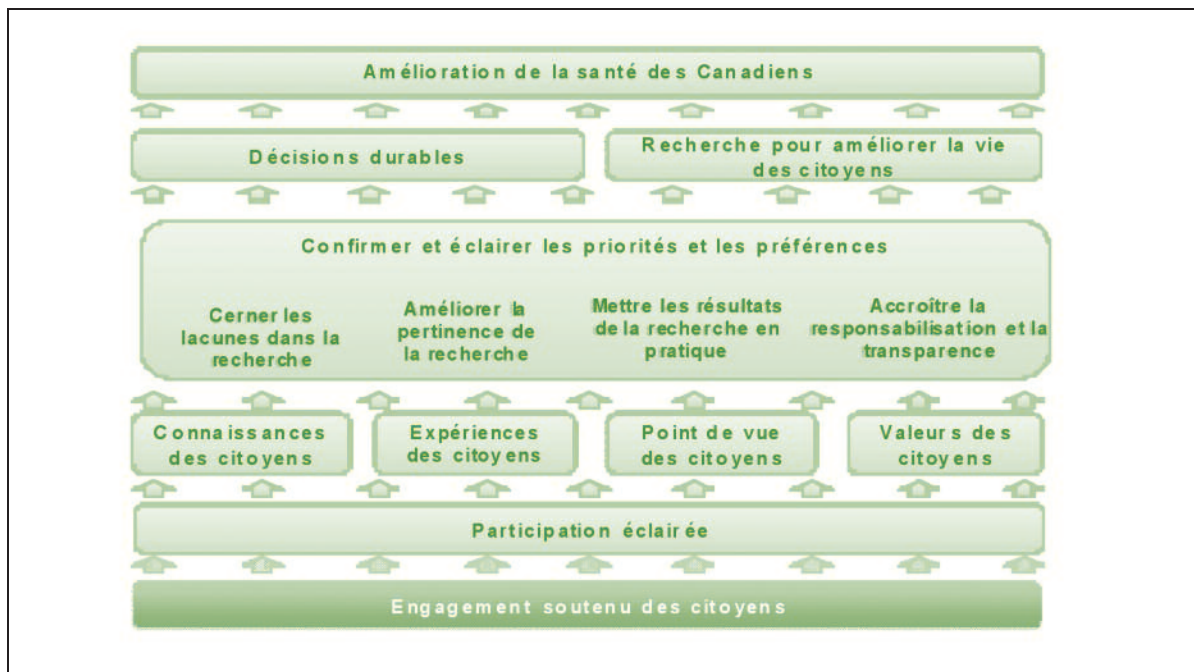 Amélioration de la santé des Canadiens
Décisions durables
Recherche pour améliorer la vie
des citoyens
Confirmer et éclairer les priorités et les préférences
Cerner les
lacunes dans la
recherche
Améliorer la
pertinence de
la recherche
Mettre les résultats
de la recherche en
pratique
Accroître la
responsabilisation et la
transparence
Connaissances
des citoyens
Expériences
des citoyens
Point de vue
des citoyens
Valeurs des
citoyens
Participation éclairée
Engagement soutenu des citoyens